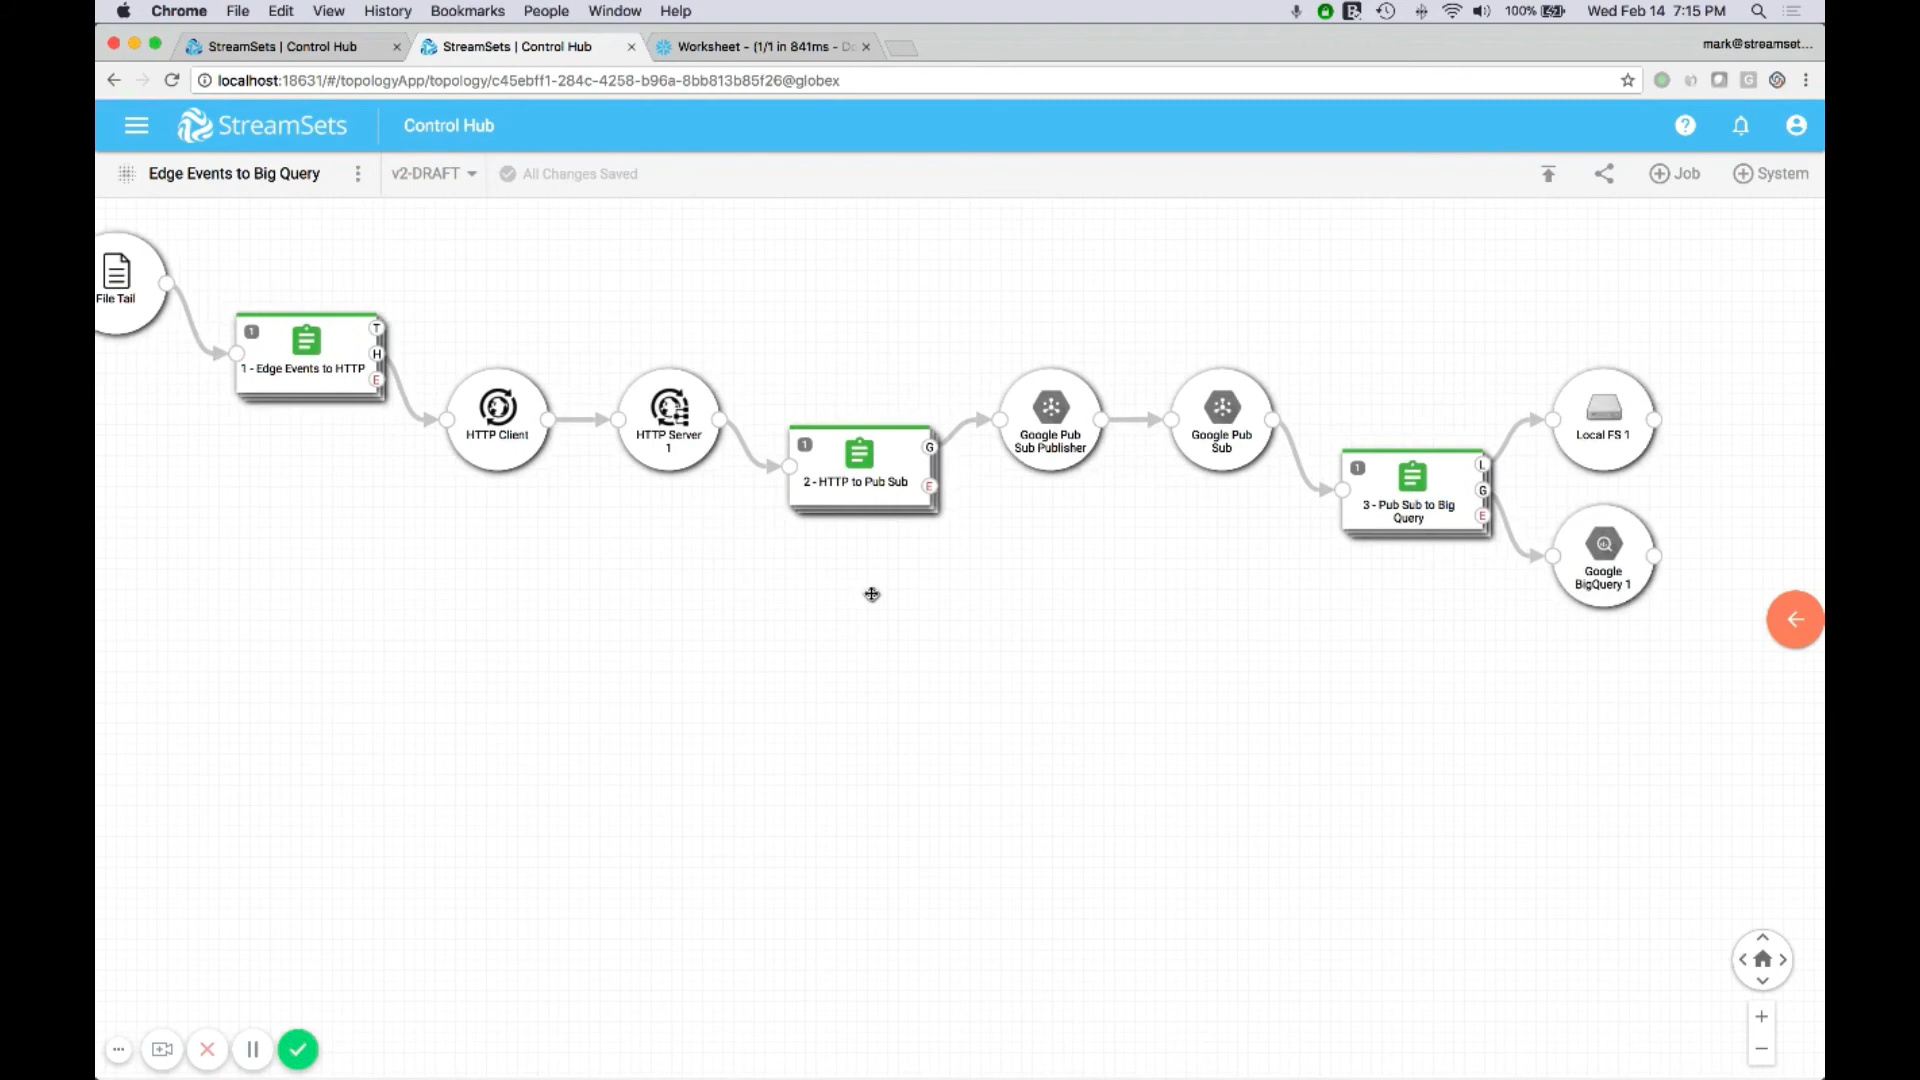 Chrome File Edit View History Bookmarks People Window Help 100% Wed Feb 14 7:15 PM
StreamSets | Control Hub
StreamSets | Control Hub
Worksheet - (1/1 in 841ms - Da
mark@streamset...
localhost:18631/#/topologyApp/topology/c45ebff1-284c-4258-b96a-8bb813b85f26@globex
StreamSets Control Hub
Edge Events to Big Query v2-DRAFT All Changes Saved Job System
File Tail
1 T
H
1 - Edge Events to HTTP
E
HTTP Client
HTTP Server
1
1 G
2 - HTTP to Pub Sub
E
Google Pub
Sub Publisher
Google Pub
Sub
1 L
G
3 - Pub Sub to Big
Query
E
Local FS 1
Google
BigQuery 1